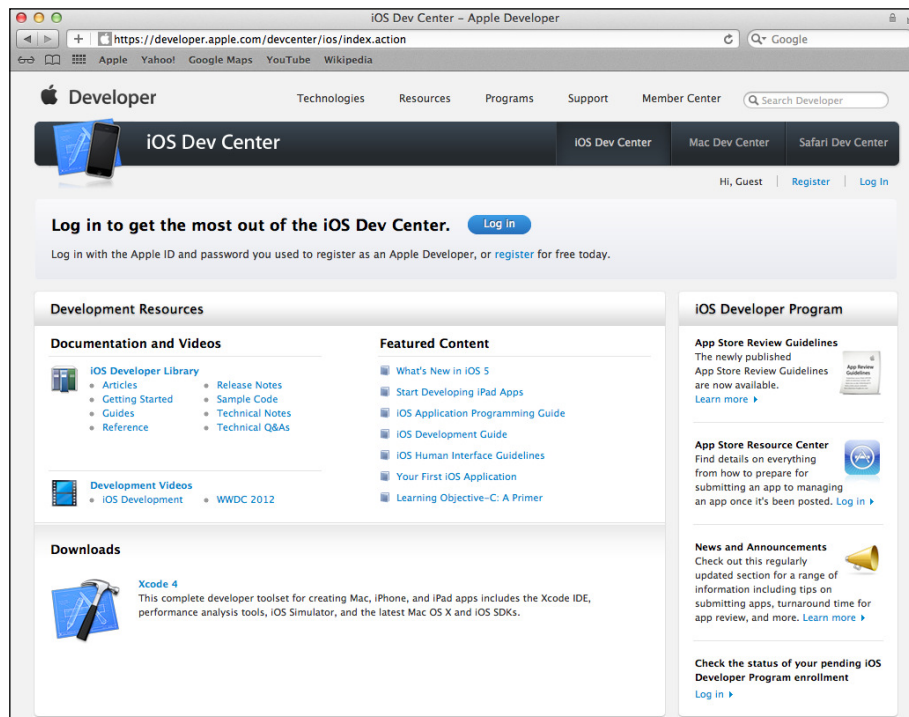 iOS Dev Center – Apple Developer
https://developer.apple.com/devcenter/ios/index.action
Google
Apple Yahoo! Google Maps YouTube Wikipedia
Developer
Technologies Resources Programs Support Member Center Search Developer
iOS Dev Center
iOS Dev Center Mac Dev Center Safari Dev Center
Hi, Guest Register Log In
Log in to get the most out of the iOS Dev Center. Log in
Log in with the Apple ID and password you used to register as an Apple Developer, or register for free today.
Development Resources
Documentation and Videos
iOS Developer Library
Articles
Getting Started
Guides
Reference
Release Notes
Sample Code
Technical Notes
Technical Q&As
Development Videos
iOS Development WWDC 2012
Featured Content
What's New in iOS 5
Start Developing iPad Apps
iOS Application Programming Guide
iOS Development Guide
iOS Human Interface Guidelines
Your First iOS Application
Learning Objective-C: A Primer
Downloads
Xcode 4
This complete developer toolset for creating Mac, iPhone, and iPad apps includes the Xcode IDE,
performance analysis tools, iOS Simulator, and the latest Mac OS X and iOS SDKs.
iOS Developer Program
App Store Review Guidelines
The newly published
App Store Review Guidelines
are now available.
Learn more
App Review
Guidelines
App Store Resource Center
Find details on everything
from how to prepare for
submitting an app to managing
an app once it's been posted. Log in
News and Announcements
Check out this regularly
updated section for a range of
information including tips on
submitting apps, turnaround time for
app review, and more. Learn more
Check the status of your pending iOS
Developer Program enrollment
Log in